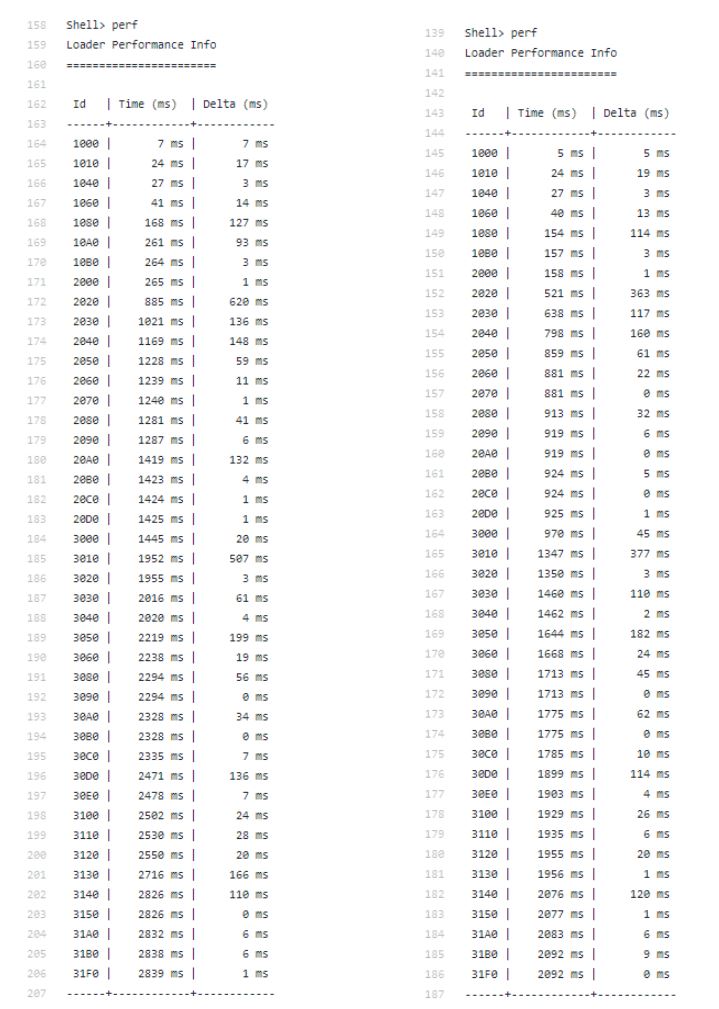 158 Shell> perf
159 Loader Performance Info
160 =======================
161
162 Id | Time (ms) | Delta (ms)
163 ------+------------+------------
164 1000 | 7 ms | 7 ms
165 1010 | 24 ms | 17 ms
166 1040 | 27 ms | 3 ms
167 1060 | 41 ms | 14 ms
168 1080 | 168 ms | 127 ms
169 10A0 | 261 ms | 93 ms
170 10B0 | 264 ms | 3 ms
171 2000 | 265 ms | 1 ms
172 2020 | 885 ms | 620 ms
173 2030 | 1021 ms | 136 ms
174 2040 | 1169 ms | 148 ms
175 2050 | 1228 ms | 59 ms
176 2060 | 1239 ms | 11 ms
177 2070 | 1240 ms | 1 ms
178 2080 | 1281 ms | 41 ms
179 2090 | 1287 ms | 6 ms
180 20A0 | 1419 ms | 132 ms
181 20B0 | 1423 ms | 4 ms
182 20C0 | 1424 ms | 1 ms
183 20D0 | 1425 ms | 1 ms
184 3000 | 1445 ms | 20 ms
185 3010 | 1952 ms | 507 ms
186 3020 | 1955 ms | 3 ms
187 3030 | 2016 ms | 61 ms
188 3040 | 2020 ms | 4 ms
189 3050 | 2219 ms | 199 ms
190 3060 | 2238 ms | 19 ms
191 3080 | 2294 ms | 56 ms
192 3090 | 2294 ms | 0 ms
193 30A0 | 2328 ms | 34 ms
194 30B0 | 2328 ms | 0 ms
195 30C0 | 2335 ms | 7 ms
196 30D0 | 2471 ms | 136 ms
197 30E0 | 2478 ms | 7 ms
198 3100 | 2502 ms | 24 ms
199 3110 | 2530 ms | 28 ms
200 3120 | 2550 ms | 20 ms
201 3130 | 2716 ms | 166 ms
202 3140 | 2826 ms | 110 ms
203 3150 | 2826 ms | 0 ms
204 31A0 | 2832 ms | 6 ms
205 31B0 | 2838 ms | 6 ms
206 31F0 | 2839 ms | 1 ms
207 ------+------------+------------
139 Shell> perf
140 Loader Performance Info
141 =======================
142
143 Id | Time (ms) | Delta (ms)
144 ------+------------+------------
145 1000 | 5 ms | 5 ms
146 1010 | 24 ms | 19 ms
147 1040 | 27 ms | 3 ms
148 1060 | 40 ms | 13 ms
149 1080 | 154 ms | 114 ms
150 10B0 | 157 ms | 3 ms
151 2000 | 158 ms | 1 ms
152 2020 | 521 ms | 363 ms
153 2030 | 638 ms | 117 ms
154 2040 | 798 ms | 160 ms
155 2050 | 859 ms | 61 ms
156 2060 | 881 ms | 22 ms
157 2070 | 881 ms | 0 ms
158 2080 | 913 ms | 32 ms
159 2090 | 919 ms | 6 ms
160 20A0 | 919 ms | 0 ms
161 20B0 | 924 ms | 5 ms
162 20C0 | 924 ms | 0 ms
163 20D0 | 925 ms | 1 ms
164 3000 | 970 ms | 45 ms
165 3010 | 1347 ms | 377 ms
166 3020 | 1350 ms | 3 ms
167 3030 | 1460 ms | 110 ms
168 3040 | 1462 ms | 2 ms
169 3050 | 1644 ms | 182 ms
170 3060 | 1668 ms | 24 ms
171 3080 | 1713 ms | 45 ms
172 3090 | 1713 ms | 0 ms
173 30A0 | 1775 ms | 62 ms
174 30B0 | 1775 ms | 0 ms
175 30C0 | 1785 ms | 10 ms
176 30D0 | 1899 ms | 114 ms
177 30E0 | 1903 ms | 4 ms
178 3100 | 1929 ms | 26 ms
179 3110 | 1935 ms | 6 ms
180 3120 | 1955 ms | 20 ms
181 3130 | 1956 ms | 1 ms
182 3140 | 2076 ms | 120 ms
183 3150 | 2077 ms | 1 ms
184 31A0 | 2083 ms | 6 ms
185 31B0 | 2092 ms | 9 ms
186 31F0 | 2092 ms | 0 ms
187 ------+------------+------------